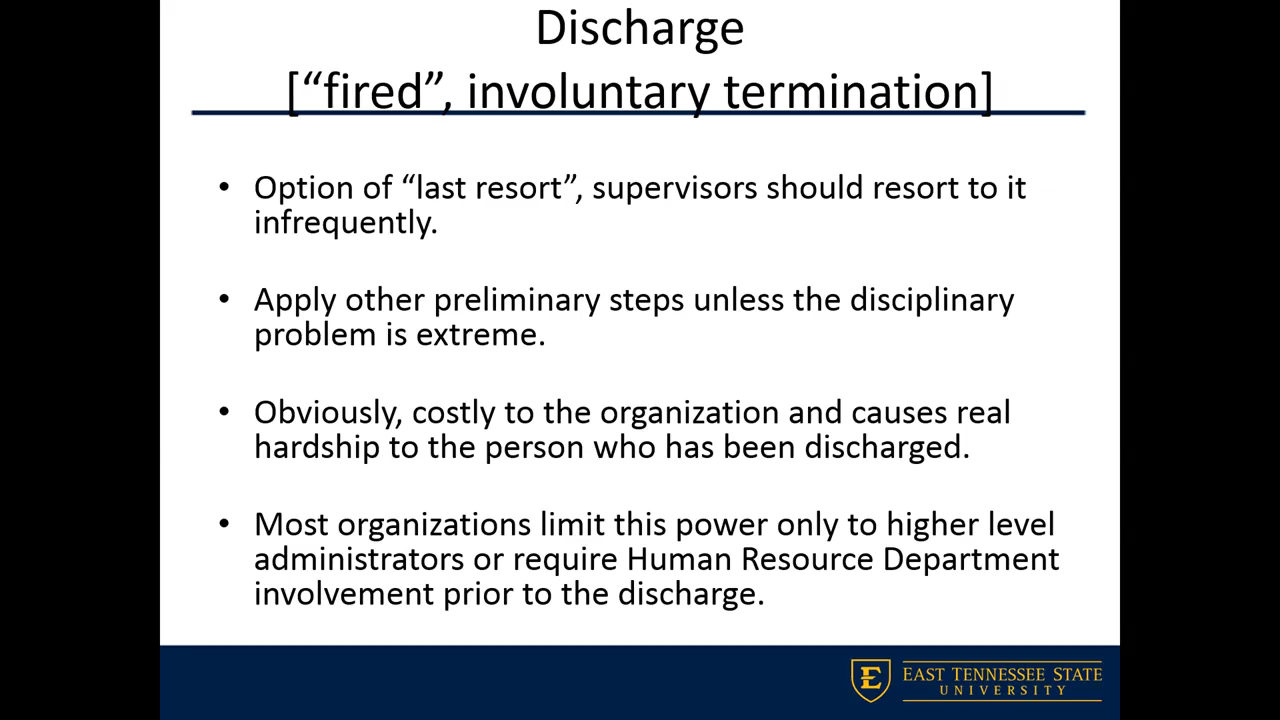 Discharge
[“fired”, involuntary termination]
• Option of “last resort”, supervisors should resort to it
infrequently.
• Apply other preliminary steps unless the disciplinary
problem is extreme.
• Obviously, costly to the organization and causes real
hardship to the person who has been discharged.
• Most organizations limit this power only to higher level
administrators or require Human Resource Department
involvement prior to the discharge.
E
EAST TENNESSEE STATE
UNIVERSITY